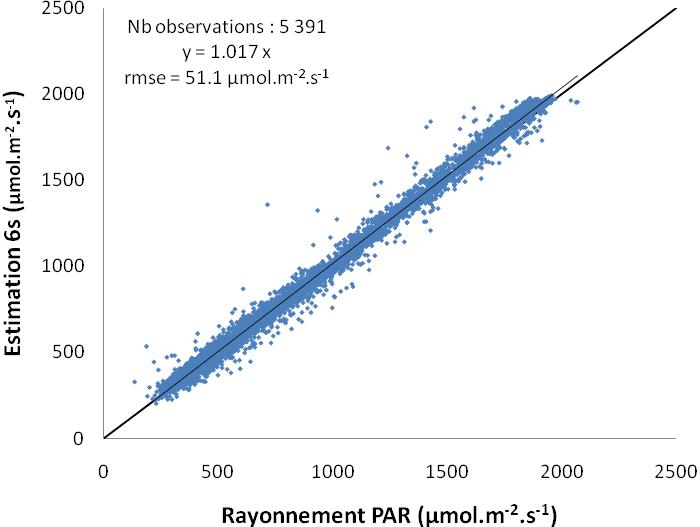 Nb observations : 5 391
y = 1.017 x
rmse = 51.1 µmol.m⁻².s⁻¹
2500
2000
1500
1000
500
0
Estimation 6s (µmol.m⁻².s⁻¹)
0 500 1000 1500 2000 2500
Rayonnement PAR (µmol.m⁻².s⁻¹)